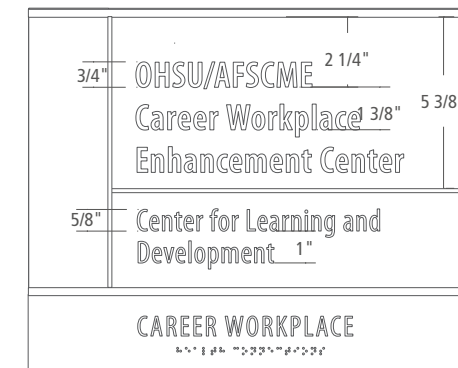 2 1/4"
3/4" OHSU/AFSCME
5 3/8
Career Workplace 1 3/8"
Enhancement Center
5/8" Center for Learning and
Development 1"
CAREER WORKPLACE